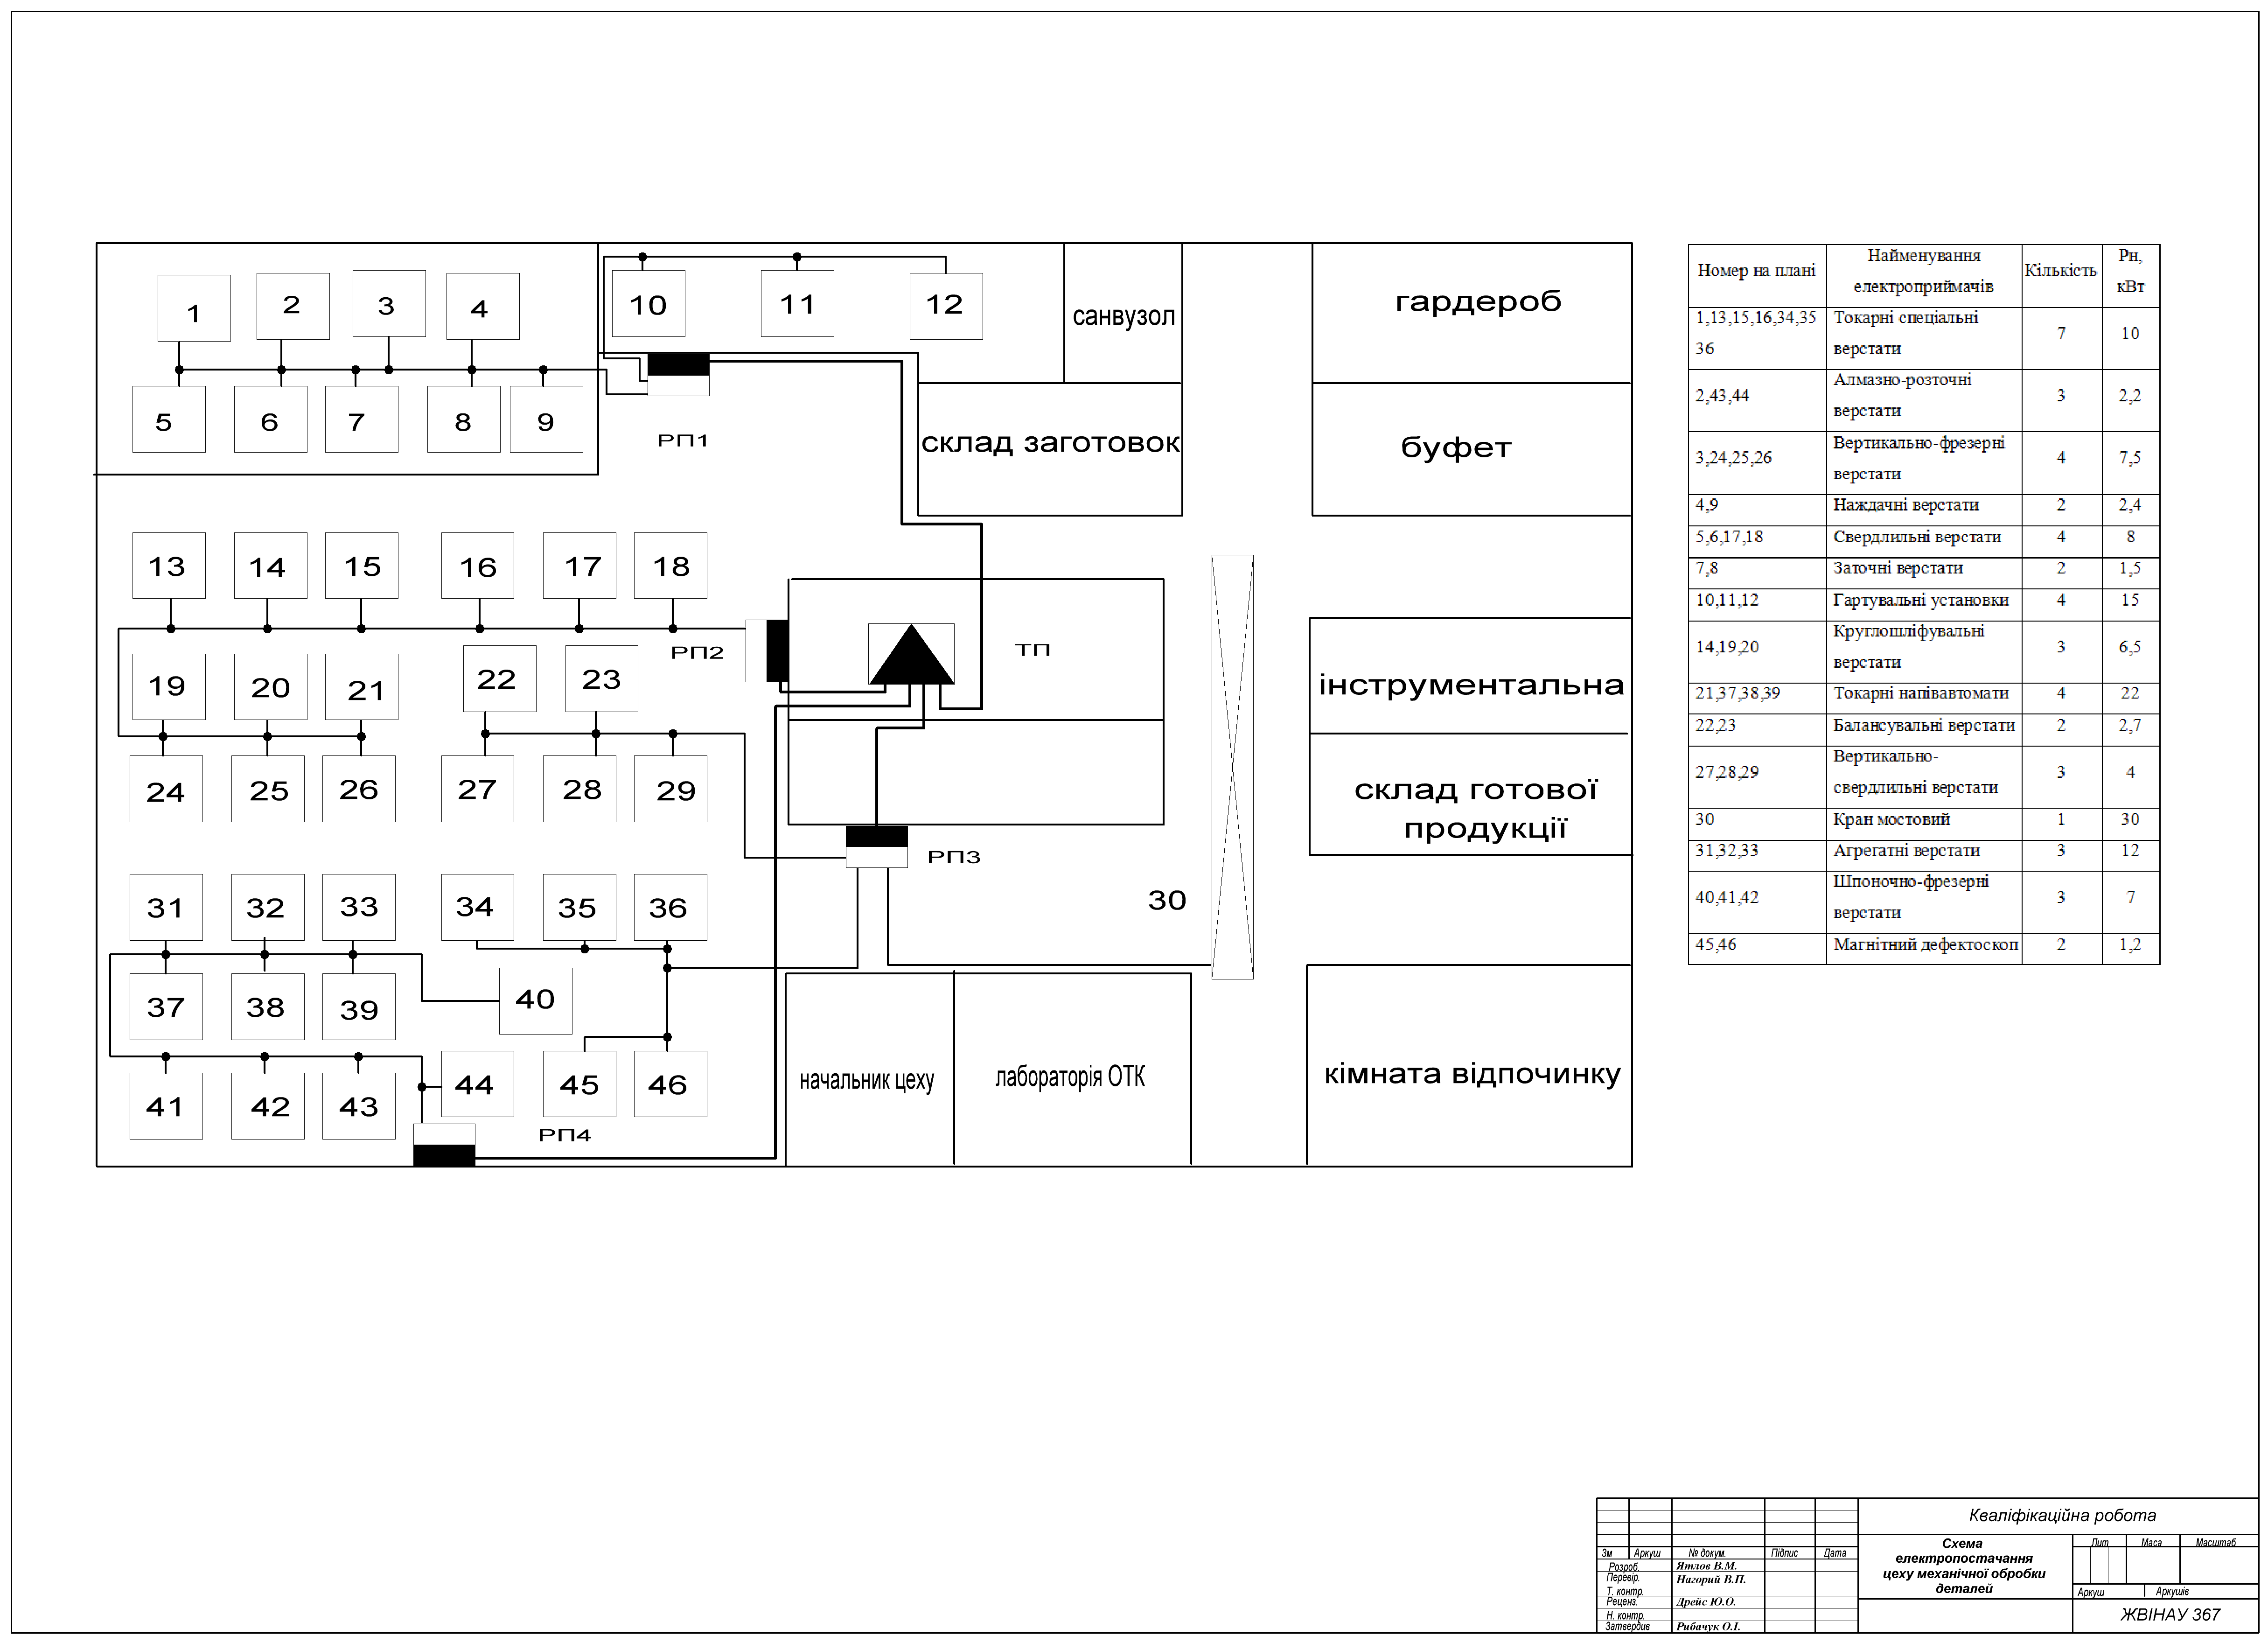 1
2
3
4
5
6
7
8
9
10
11
12
РП1
санвузол
склад заготовок
гардероб
буфет
13
14
15
16
17
18
19
20
21
22
23
РП2
ТП
24
25
26
27
28
29
РП3
30
інструментальна
склад готової
продукції
31
32
33
34
35
36
37
38
39
40
41
42
43
44
45
46
РП4
начальник цеху
лабораторія ОТК
кімната відпочинку
Номер на плані Найменування електроприймачів Кількість Рн, кВт
1,13,15,16,34,35
36
Токарні спеціальні
верстати
7 10
2,43,44
Алмазно-розточні
верстати
3 2,2
3,24,25,26
Вертикально-фрезерні
верстати
4 7,5
4,9 Наждачні верстати 2 2,4
5,6,17,18 Свердлильні верстати 4 8
7,8 Заточні верстати 2 1,5
10,11,12 Гартувальні установки 4 15
14,19,20
Круглошліфувальні
верстати
3 6,5
21,37,38,39 Токарні напівавтомати 4 22
22,23 Балансувальні верстати 2 2,7
27,28,29
Вертикально-
свердлильні верстати
3 4
30 Кран мостовий 1 30
31,32,33 Агрегатні верстати 3 12
40,41,42
Шпоночно-фрезерні
верстати
3 7
45,46 Магнітний дефектоскоп 2 1,2
Кваліфікаційна робота
Схема
електропостачання
цеху механічної обробки
деталей
Лит Маса Масштаб
Аркуш Аркушів
ЖВІНАУ 367
Зм Аркуш № докум. Підпис Дата
Розроб. Ятлов В.М.
Перевір. Нагорий В.П.
Т. контр.
Реценз. Дрейс Ю.О.
Н. контр.
Затвердив Рибачук О.І.